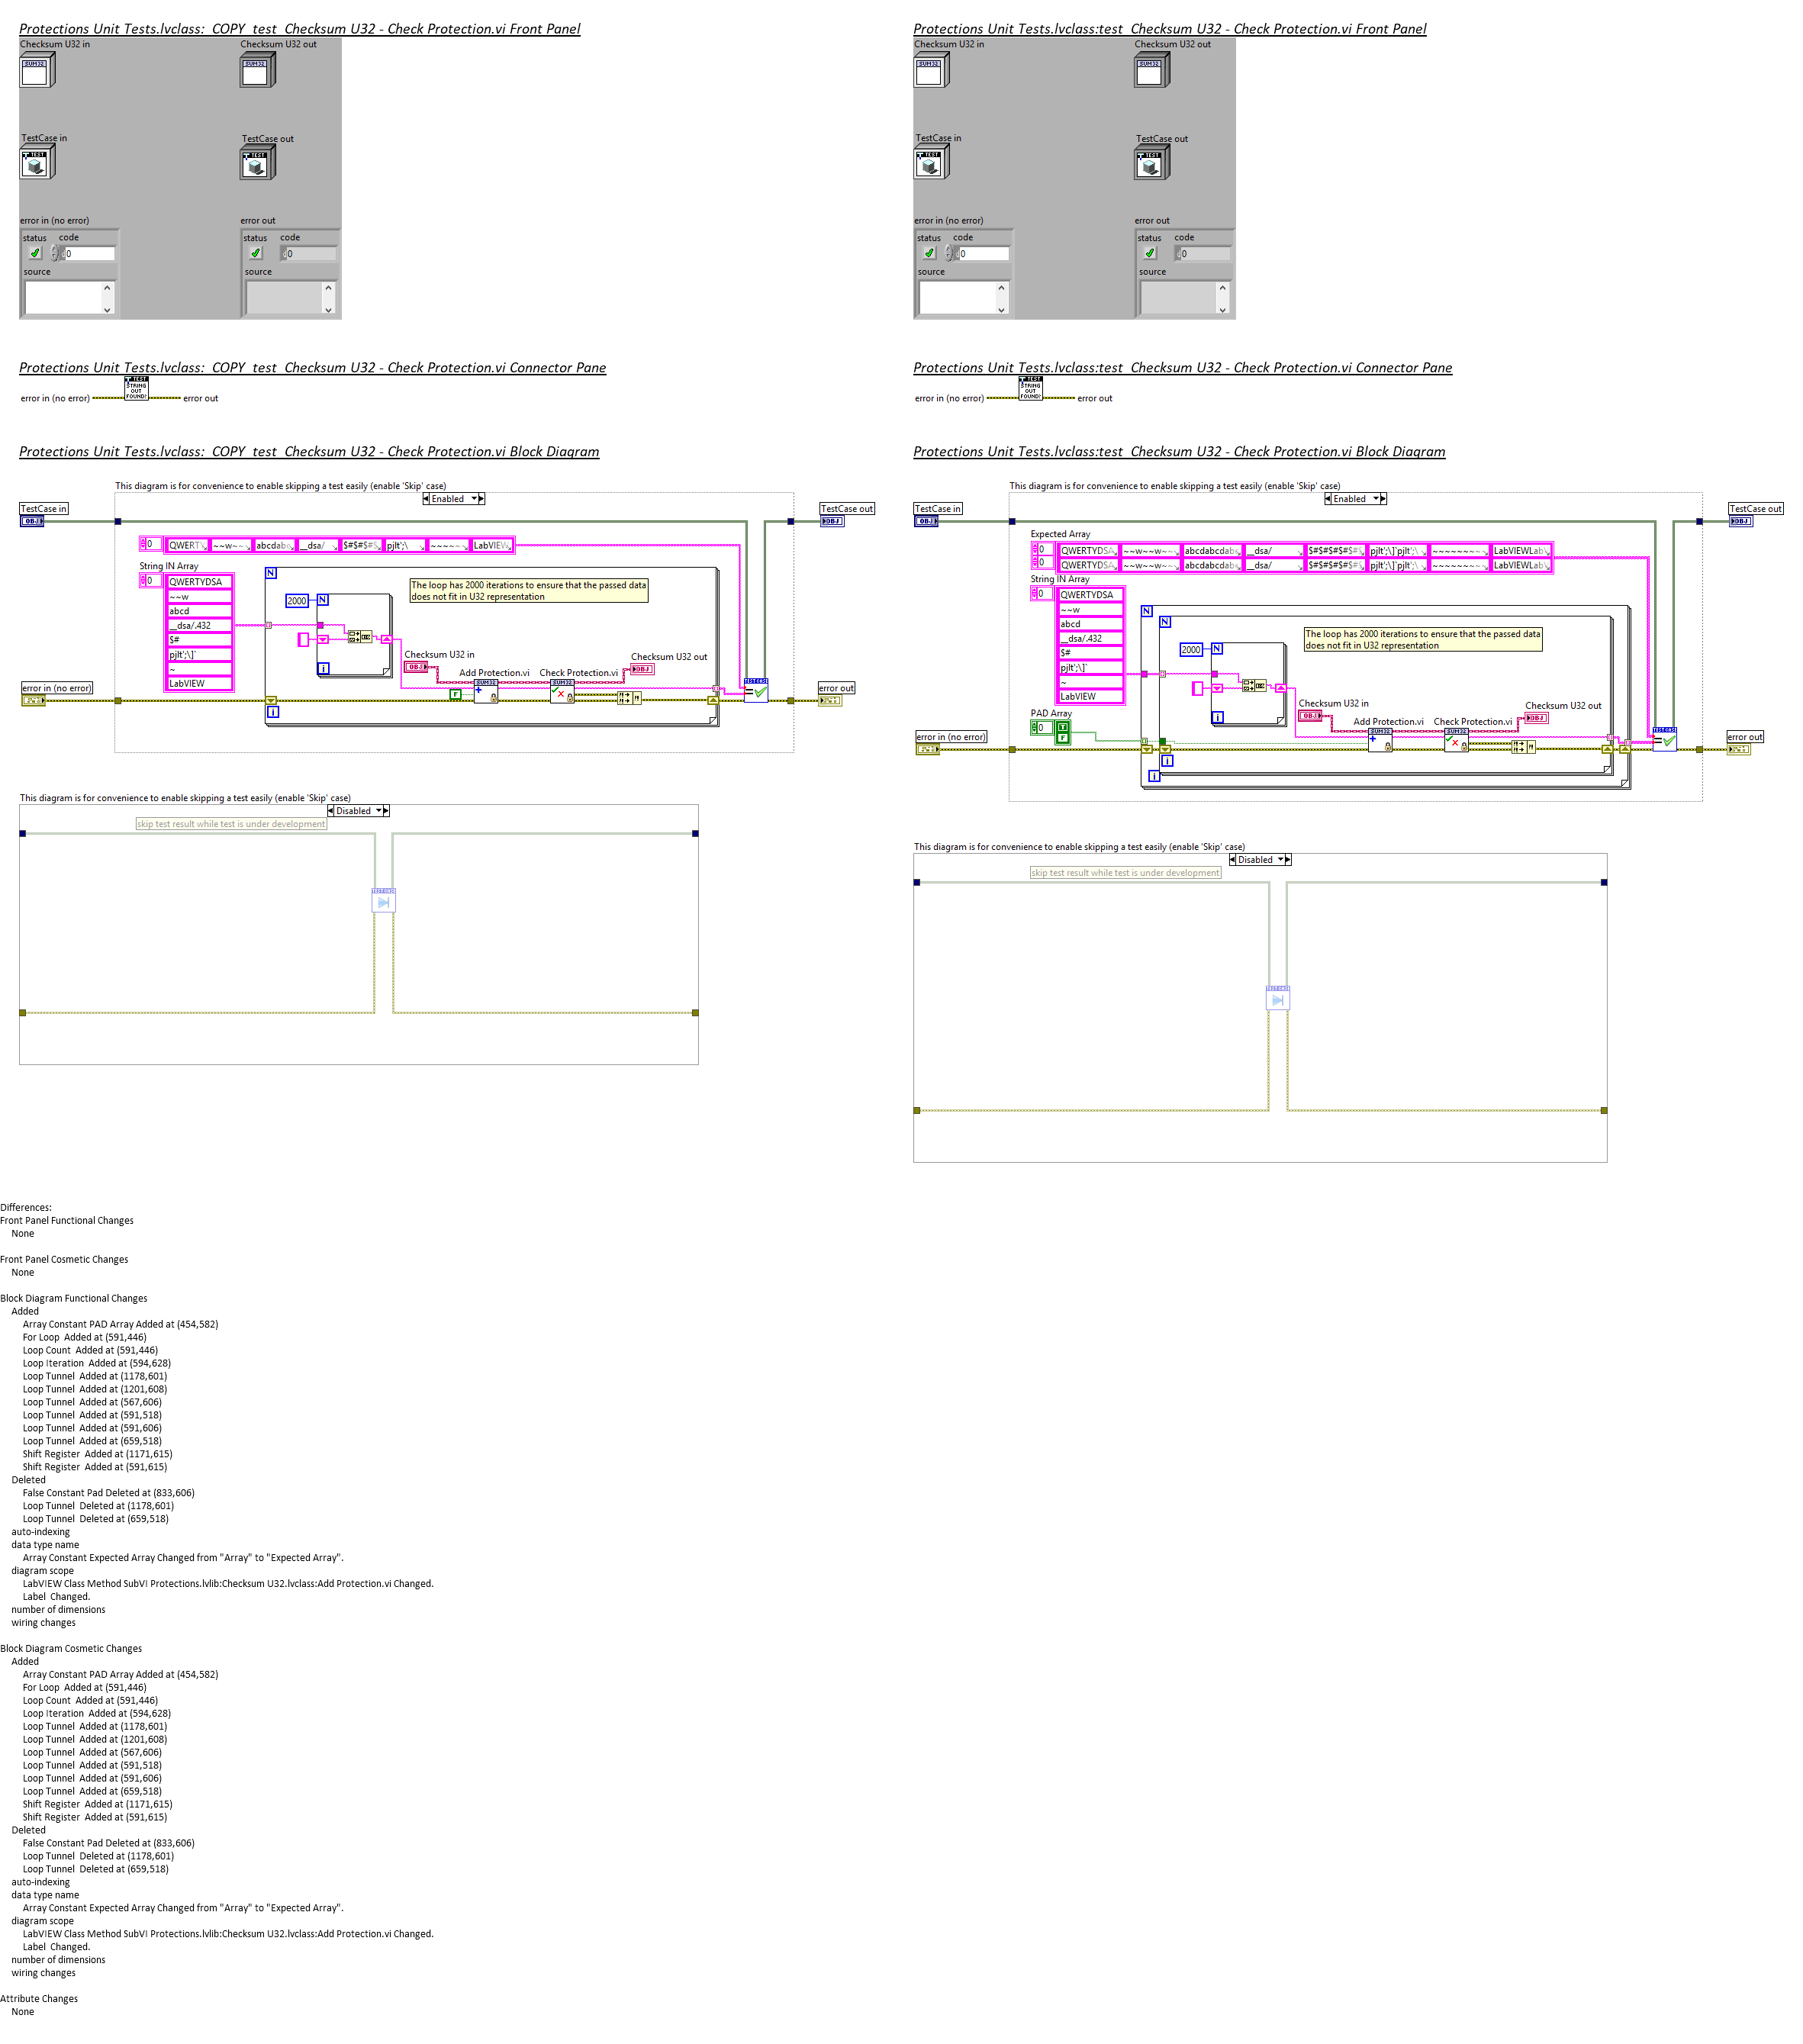 Protections Unit Tests.lvclass:  COPY  test  Checksum U32 - Check Protection.vi Front Panel
Checksum U32 in
Checksum U32 out
SUM32
SUM32
TestCase in
TestCase out
TEST
TEST
error in (no error)
error out
status
code
status
code
0
0
source
source
Protections Unit Tests.lvclass:test  Checksum U32 - Check Protection.vi Front Panel
Checksum U32 in
Checksum U32 out
SUM32
SUM32
TestCase in
TestCase out
TEST
TEST
error in (no error)
error out
status
code
status
code
0
0
source
source
Protections Unit Tests.lvclass:  COPY  test  Checksum U32 - Check Protection.vi Connector Pane
TEST
STRING
OUT
FOUND!
error in (no error)
error out
Protections Unit Tests.lvclass:test  Checksum U32 - Check Protection.vi Connector Pane
TEST
STRING
OUT
FOUND!
error in (no error)
error out
Protections Unit Tests.lvclass:  COPY  test  Checksum U32 - Check Protection.vi Block Diagram
This diagram is for convenience to enable skipping a test easily (enable 'Skip' case)
Enabled
TestCase in
TestCase out
OBJ
OBJ
0
QWERT
~~w~~
abcdab
__dsa/
$#$#$#$
pjlt';\
~~~~~~
LabVIEW
String IN Array
0
QWERTYDSA
~~w
abcd
__dsa/.432
$#
pjlt';\]`
~
LabVIEW
N
The loop has 2000 iterations to ensure that the passed data
does not fit in U32 representation
2000
N
i
Checksum U32 in
OBJ
Checksum U32 out
OBJ
Add Protection.vi
Check Protection.vi
SUM32
SUM32
F
i
error in (no error)
error out
This diagram is for convenience to enable skipping a test easily (enable 'Skip' case)
Disabled
skip test result while test is under development
Protections Unit Tests.lvclass:test  Checksum U32 - Check Protection.vi Block Diagram
This diagram is for convenience to enable skipping a test easily (enable 'Skip' case)
Enabled
TestCase in
TestCase out
OBJ
OBJ
Expected Array
0
QWERTYDSA
~~w~~w~~
abcdabcdab
__dsa/
$#$#$#$#$
pjlt';\]`pjlt';\
~~~~~~~~~
LabVIEWLab
0
QWERTYDSA
~~w~~w~~
abcdabcdab
__dsa/
$#$#$#$#$
pjlt';\]`pjlt';\
~~~~~~~~~
LabVIEWLab
String IN Array
0
QWERTYDSA
~~w
abcd
__dsa/.432
$#
pjlt';\]`
~
LabVIEW
N
N
The loop has 2000 iterations to ensure that the passed data
does not fit in U32 representation
2000
N
i
PAD Array
0
T
F
Checksum U32 in
OBJ
Checksum U32 out
OBJ
Add Protection.vi
Check Protection.vi
SUM32
SUM32
i
i
error in (no error)
error out
This diagram is for convenience to enable skipping a test easily (enable 'Skip' case)
Disabled
skip test result while test is under development
Differences:
Front Panel Functional Changes
None
Front Panel Cosmetic Changes
None
Block Diagram Functional Changes
Added
Array Constant PAD Array Added at (454,582)
For Loop  Added at (591,446)
Loop Count  Added at (591,446)
Loop Iteration  Added at (594,628)
Loop Tunnel  Added at (1178,601)
Loop Tunnel  Added at (1201,608)
Loop Tunnel  Added at (567,606)
Loop Tunnel  Added at (591,518)
Loop Tunnel  Added at (591,606)
Loop Tunnel  Added at (659,518)
Shift Register  Added at (1171,615)
Shift Register  Added at (591,615)
Deleted
False Constant Pad Deleted at (833,606)
Loop Tunnel  Deleted at (1178,601)
Loop Tunnel  Deleted at (659,518)
auto-indexing
data type name
Array Constant Expected Array Changed from "Array" to "Expected Array".
diagram scope
LabVIEW Class Method SubVI Protections.lvlib:Checksum U32.lvclass:Add Protection.vi Changed.
Label  Changed.
number of dimensions
wiring changes
Block Diagram Cosmetic Changes
Added
Array Constant PAD Array Added at (454,582)
For Loop  Added at (591,446)
Loop Count  Added at (591,446)
Loop Iteration  Added at (594,628)
Loop Tunnel  Added at (1178,601)
Loop Tunnel  Added at (1201,608)
Loop Tunnel  Added at (567,606)
Loop Tunnel  Added at (591,518)
Loop Tunnel  Added at (591,606)
Loop Tunnel  Added at (659,518)
Shift Register  Added at (1171,615)
Shift Register  Added at (591,615)
Deleted
False Constant Pad Deleted at (833,606)
Loop Tunnel  Deleted at (1178,601)
Loop Tunnel  Deleted at (659,518)
auto-indexing
data type name
Array Constant Expected Array Changed from "Array" to "Expected Array".
diagram scope
LabVIEW Class Method SubVI Protections.lvlib:Checksum U32.lvclass:Add Protection.vi Changed.
Label  Changed.
number of dimensions
wiring changes
Attribute Changes
None